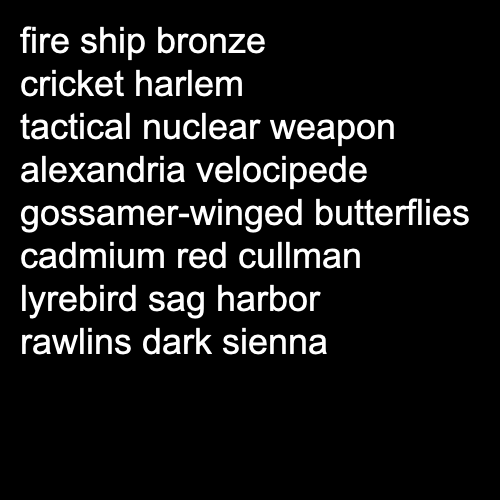 fire ship bronze
cricket harlem
tactical nuclear weapon
alexandria velocipede
gossamer-winged butterflies
cadmium red cullman
lyrebird sag harbor
rawlins dark sienna